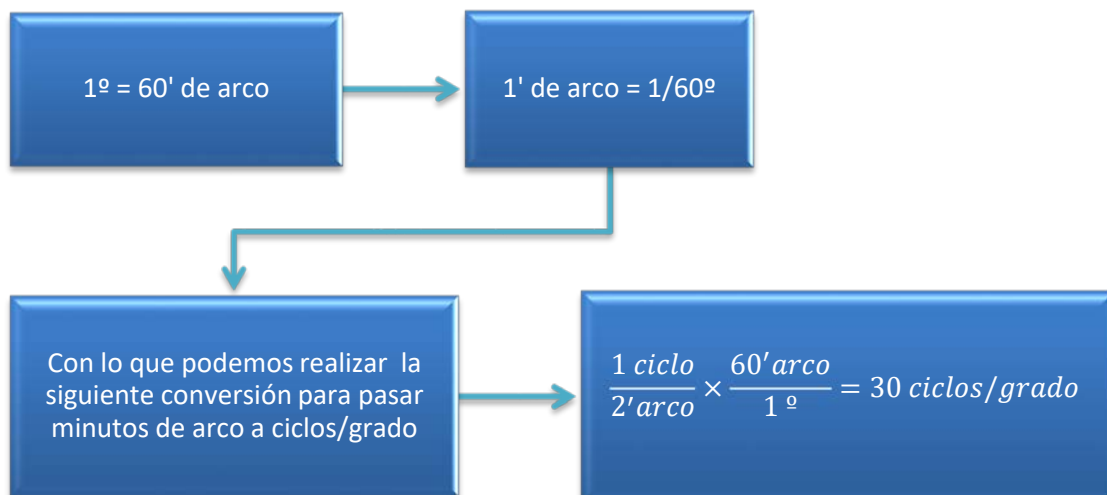 1º = 60' de arco
1' de arco = 1/60º
Con lo que podemos realizar la
siguiente conversión para pasar
minutos de arco a ciclos/grado
1 ciclo/2′arco × 60′arco/1 º = 30 ciclos/grado